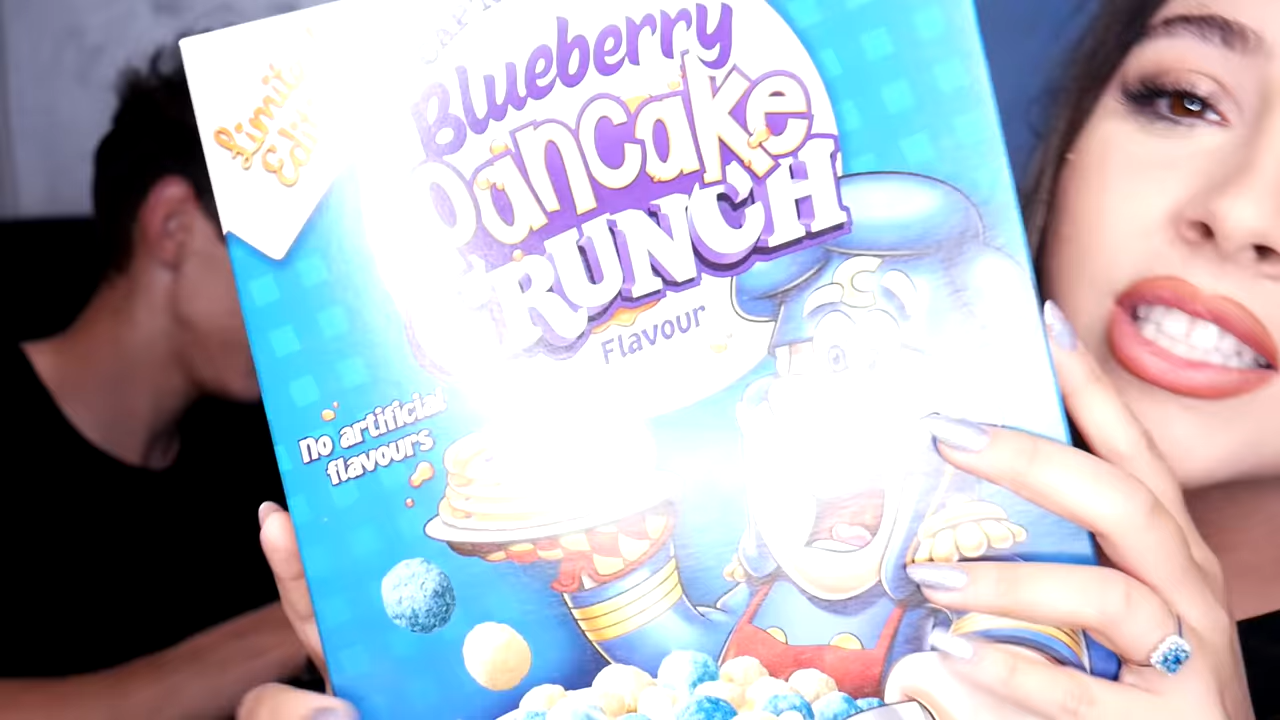 Blueberry
Pancake
CRUNCH
Flavour
No artificial
flavours